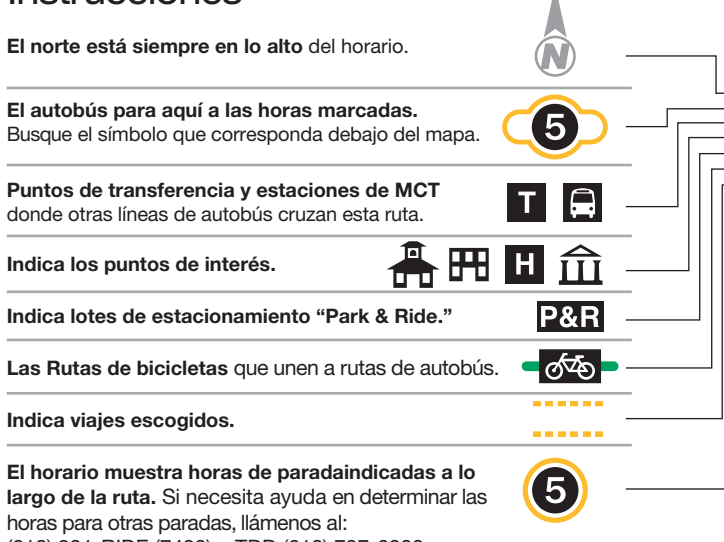 Instrucciones
El norte está siempre en lo alto del horario.
N
El autobús para aquí a las horas marcadas.
Busque el símbolo que corresponda debajo del mapa.
5
Puntos de transferencia y estaciones de MCT
donde otras líneas de autobús cruzan esta ruta.
T
Indica los puntos de interés.
H
Indica lotes de estacionamiento “Park & Ride.”
P&R
Las Rutas de bicicletas que unen a rutas de autobús.
Indica viajes escogidos.
El horario muestra horas de paradaindicadas a lo
largo de la ruta. Si necesita ayuda en determinar las
horas para otras paradas, llámenos al:
5